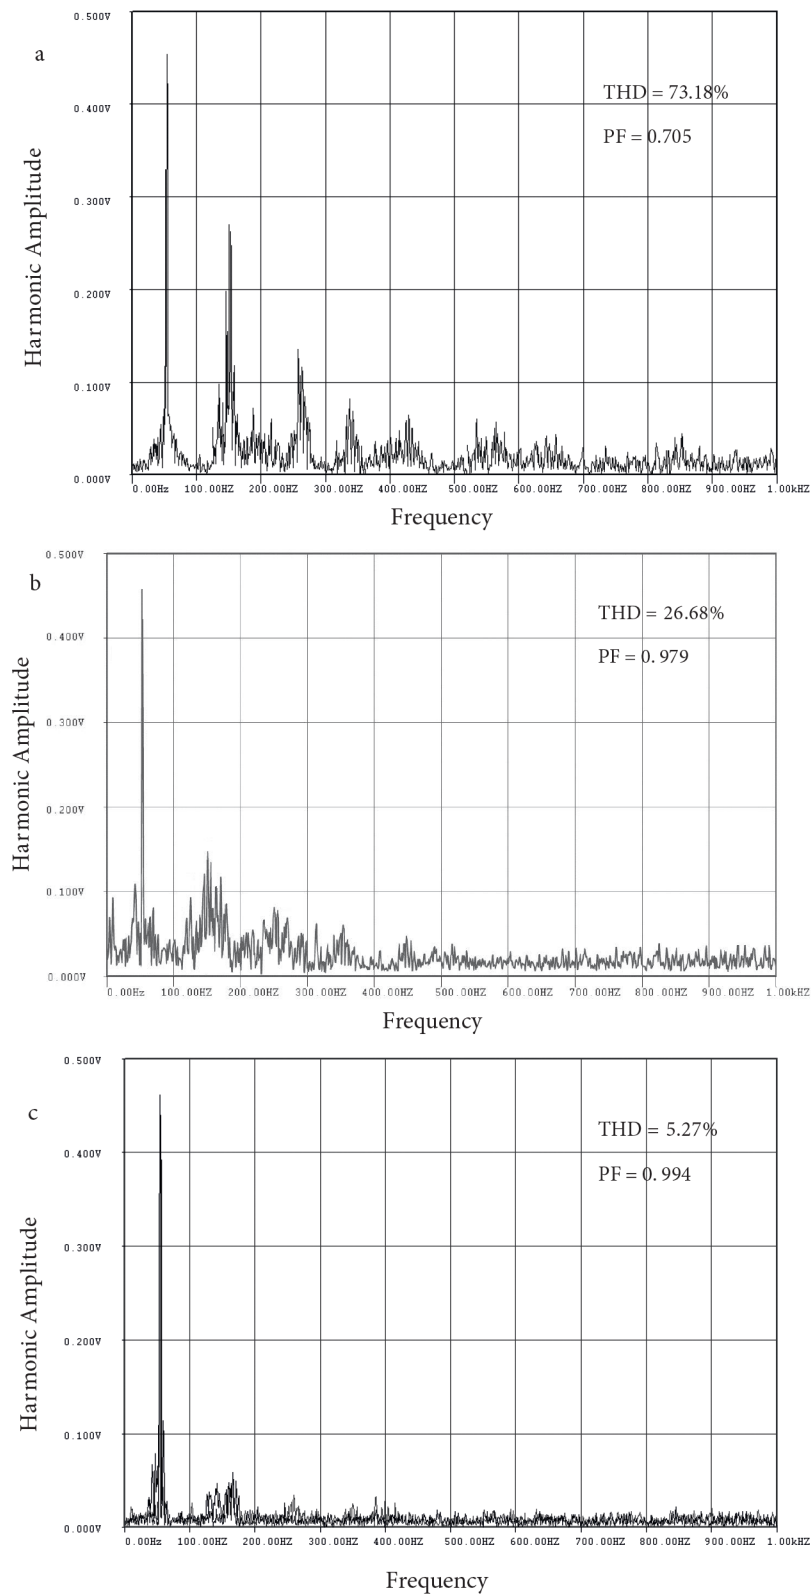 a
0.500V
0.400V
0.300V
0.200V
0.100V
0.000V
Harmonic Amplitude
THD = 73.18%
PF = 0.705
0.00Hz 100.00HZ 200.00HZ 300.00HZ 400.00HZ 500.00HZ 600.00HZ 700.00HZ 800.00HZ 900.00HZ 1.00kHZ
Frequency
b
0.500V
0.400V
0.300V
0.200V
0.100V
0.000V
Harmonic Amplitude
THD = 26.68%
PF = 0. 979
0.00Hz 100.00HZ 200.00HZ 300.00HZ 400.00HZ 500.00HZ 600.00HZ 700 00HZ 800.00HZ 900.00HZ 1.00kHZ
Frequency
c
0.500V
0.400V
0.300V
0.200V
0.100V
0.000V
Harmonic Amplitude
THD = 5.27%
PF = 0. 994
0.00Hz 100.00HZ 200.00HZ 300.00HZ 400.00HZ 500.00HZ 600.00HZ 700.00HZ 800.00HZ 900.00HZ 1.00kHZ
Frequency